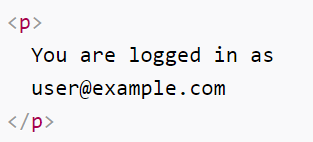 <p>
You are logged in as
user@example.com
</p>